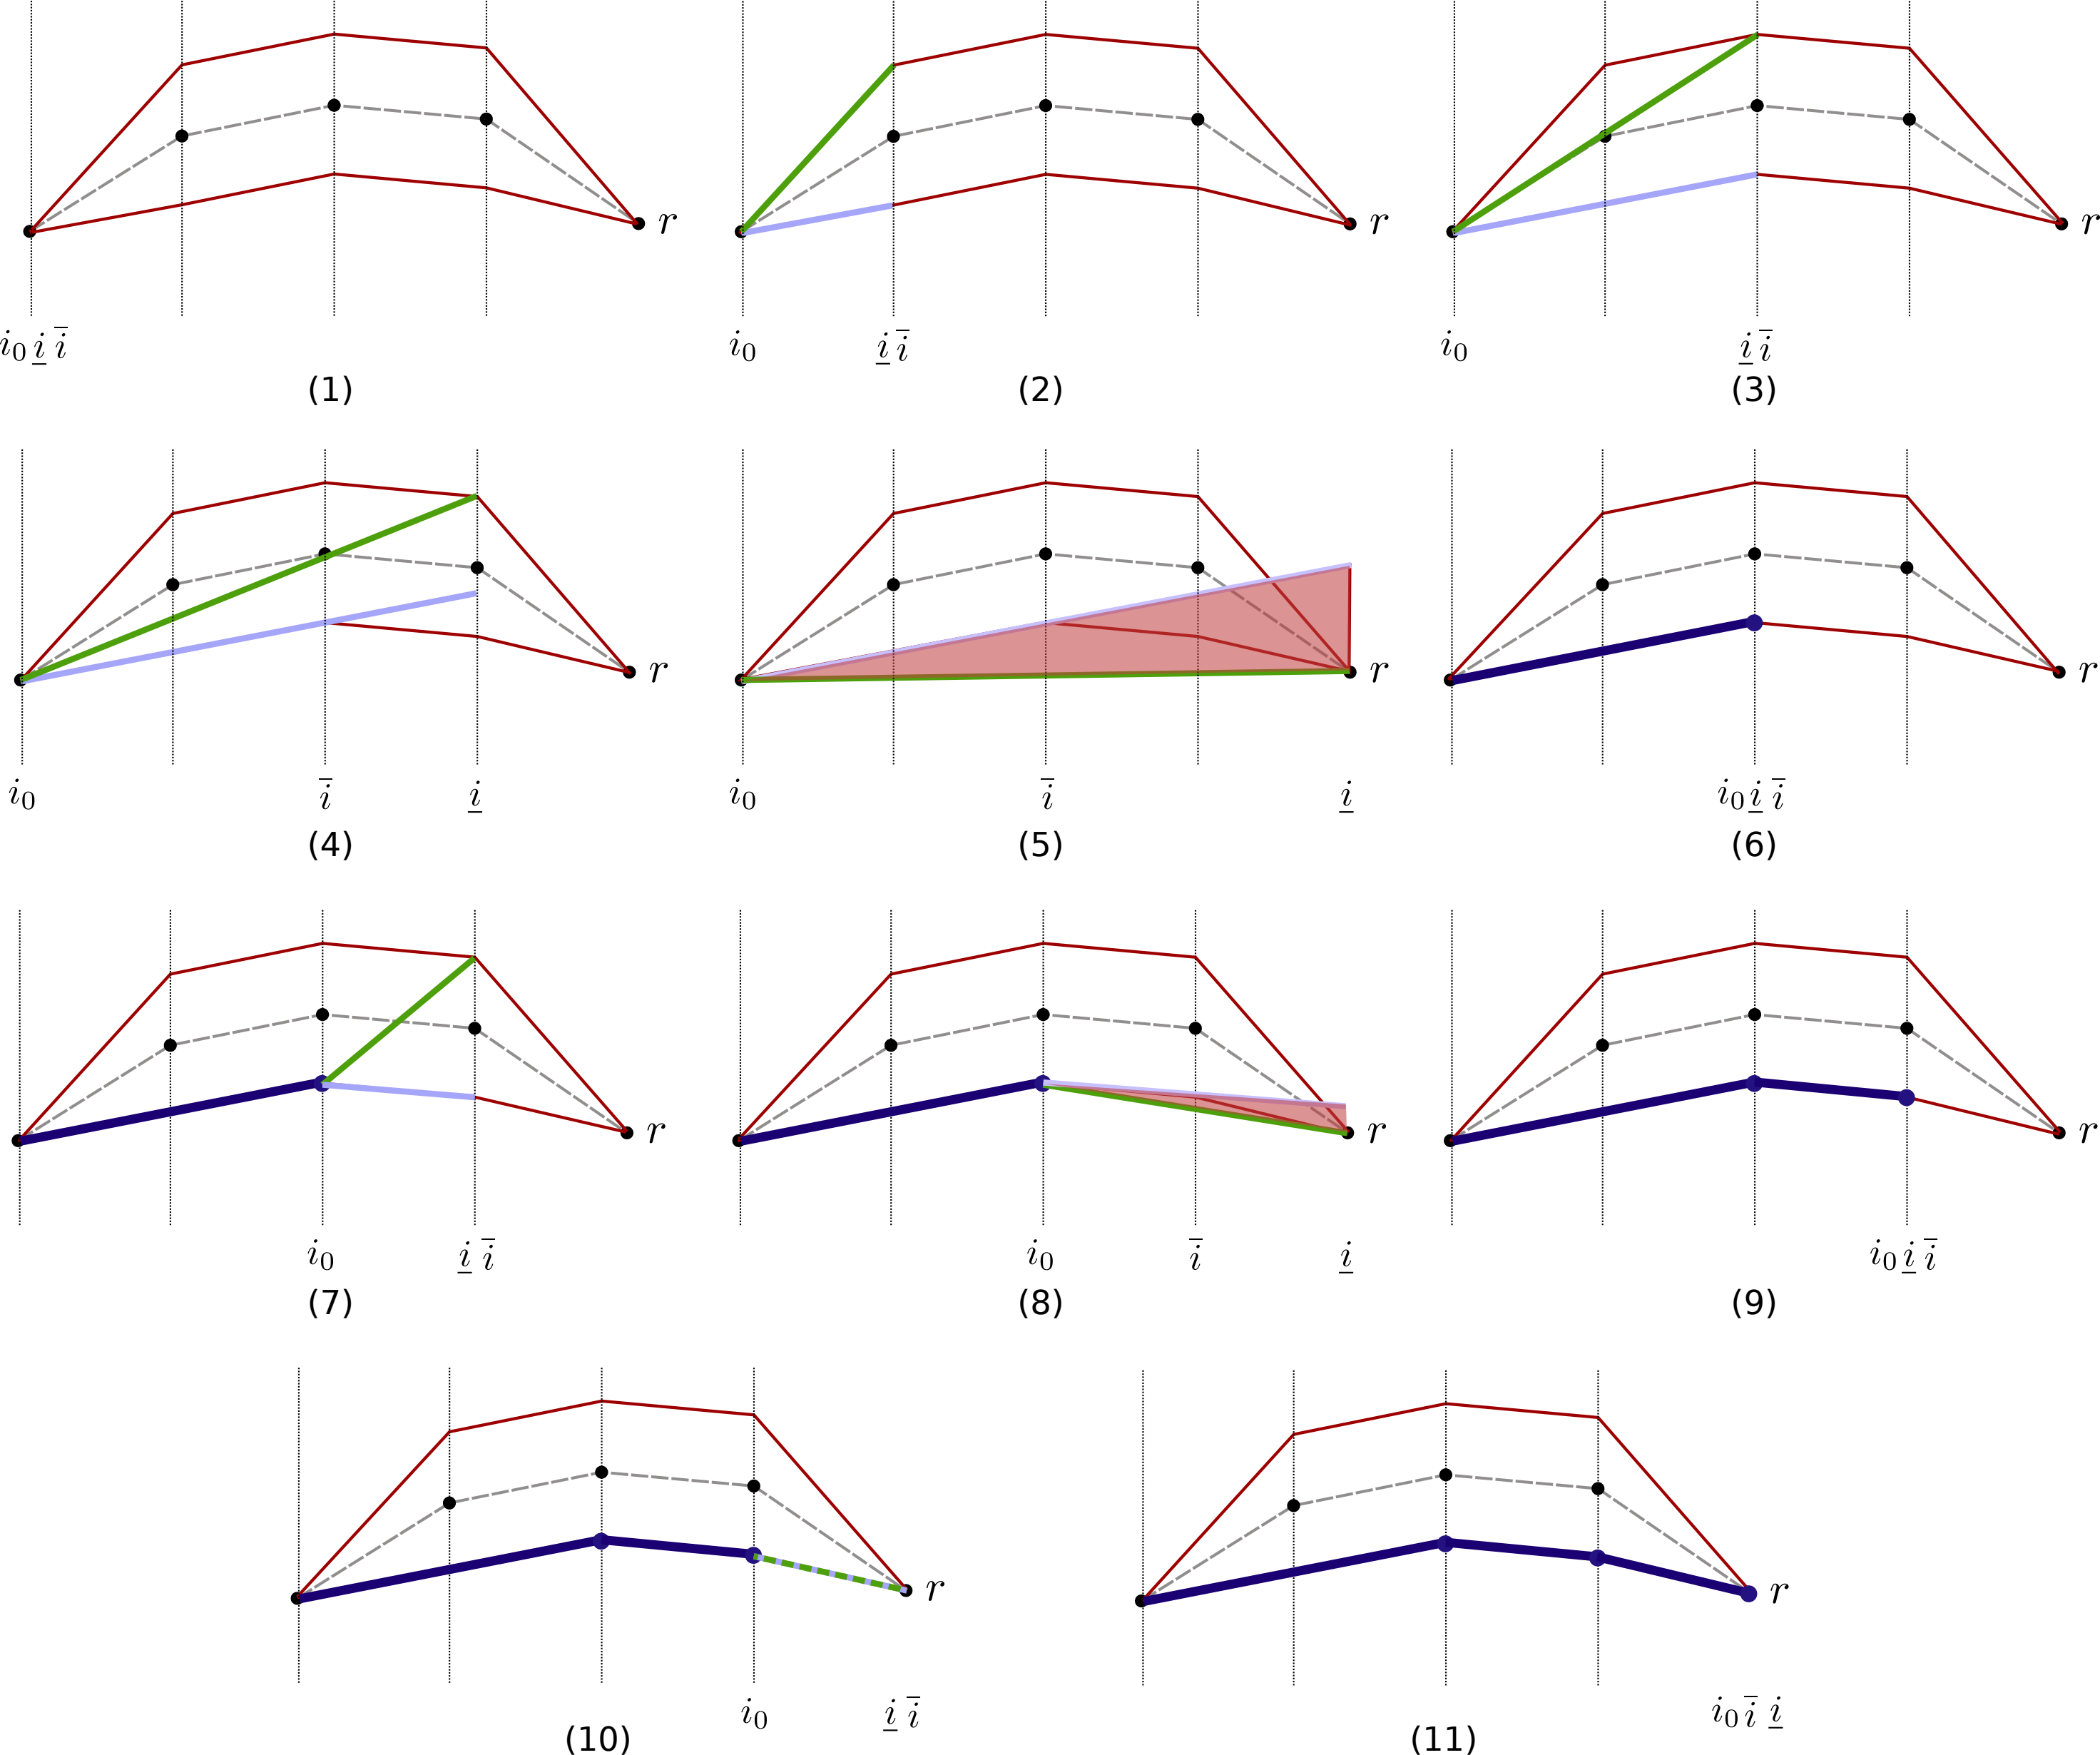 r r r
i₀ i̲ i̅ i₀ i̲ i̅ i₀ i̲ i̅
(1) (2) (3)
r r r
i₀ i̅ i̲ i₀ i̅ i̲ i₀ i̲ i̅
(4) (5) (6)
r r r
i₀ i̲ i̅ i₀ i̅ i̲ i₀ i̲ i̅
(7) (8) (9)
r r
i₀ i̲ i̅ i₀ i̅ i̲
(10) (11)